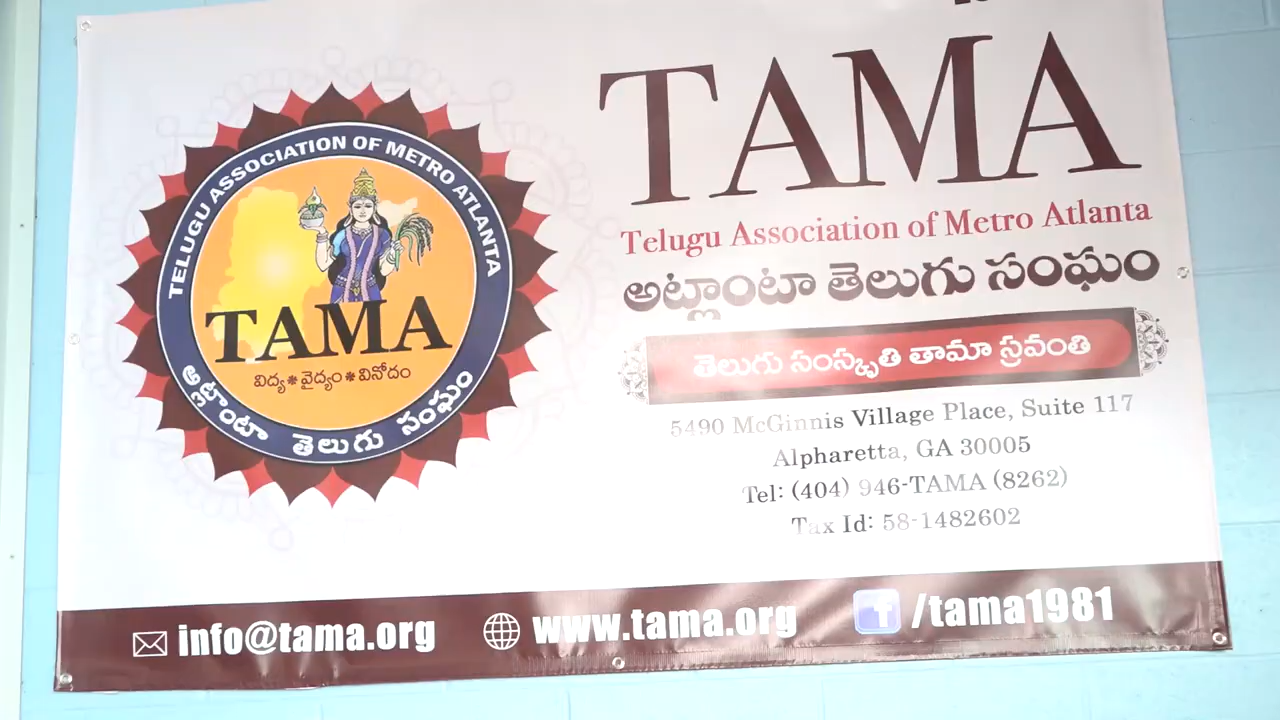 TELUGU ASSOCIATION OF METRO ATLANTA
TAMA
విద్య*వైద్యం*వినోదం
అట్లాంటా తెలుగు సంఘం
TAMA
Telugu Association of Metro Atlanta
అట్లాంటా తెలుగు సంఘం
తెలుగు సంస్కృతి తామా స్రవంతి
5490 McGinnis Village Place, Suite 117
Alpharetta, GA 30005
Tel: (404) 946-TAMA (8262)
Tax Id: 58-1482602
info@tama.org
www.tama.org
f /tama1981